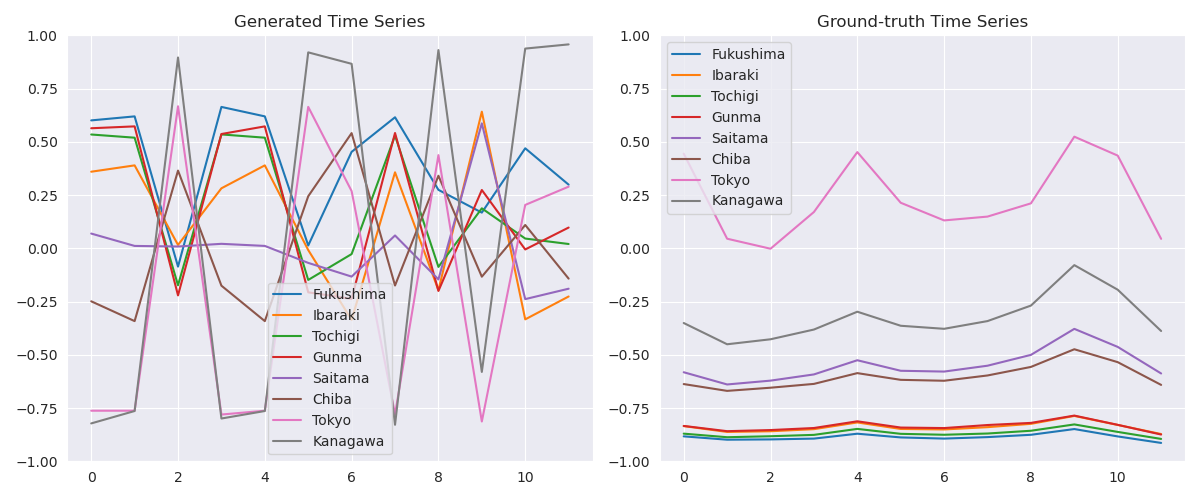 Generated Time Series
1.00
0.75
0.50
0.25
0.00
−0.25
−0.50
−0.75
−1.00
0
2
4
6
8
10
Fukushima
Ibaraki
Tochigi
Gunma
Saitama
Chiba
Tokyo
Kanagawa
Ground-truth Time Series
1.00
0.75
0.50
0.25
0.00
−0.25
−0.50
−0.75
−1.00
0
2
4
6
8
10
Fukushima
Ibaraki
Tochigi
Gunma
Saitama
Chiba
Tokyo
Kanagawa